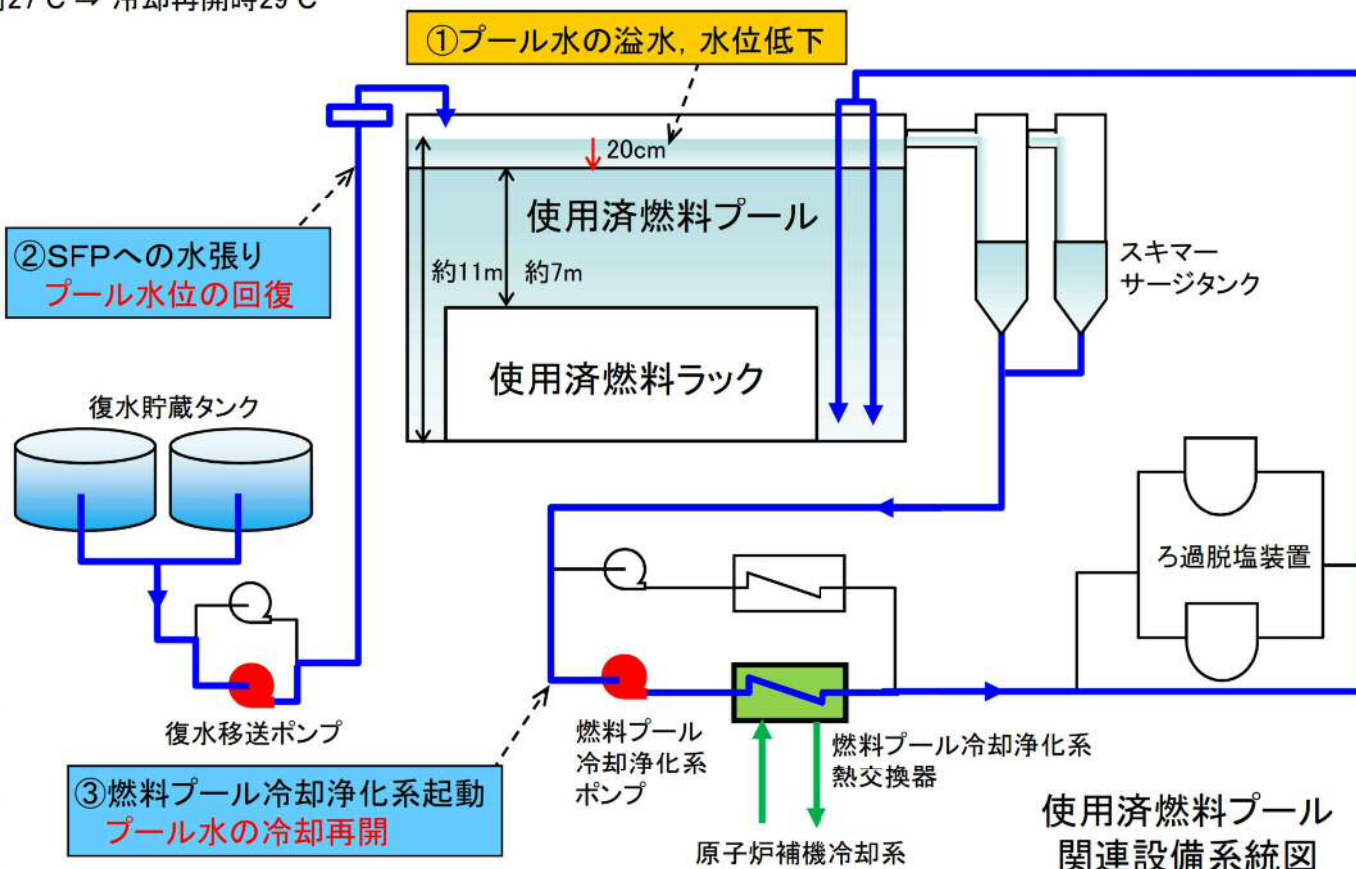 27℃ ⇒ 冷却再開時29℃
①プール水の溢水，水位低下
20cm
使用済燃料プール
②SFPへの水張り
プール水位の回復
約11m
約7m
スキマー
サージタンク
使用済燃料ラック
復水貯蔵タンク
ろ過脱塩装置
復水移送ポンプ
燃料プール
冷却浄化系
ポンプ
燃料プール冷却浄化系
熱交換器
③燃料プール冷却浄化系起動
プール水の冷却再開
原子炉補機冷却系
使用済燃料プール
関連設備系統図